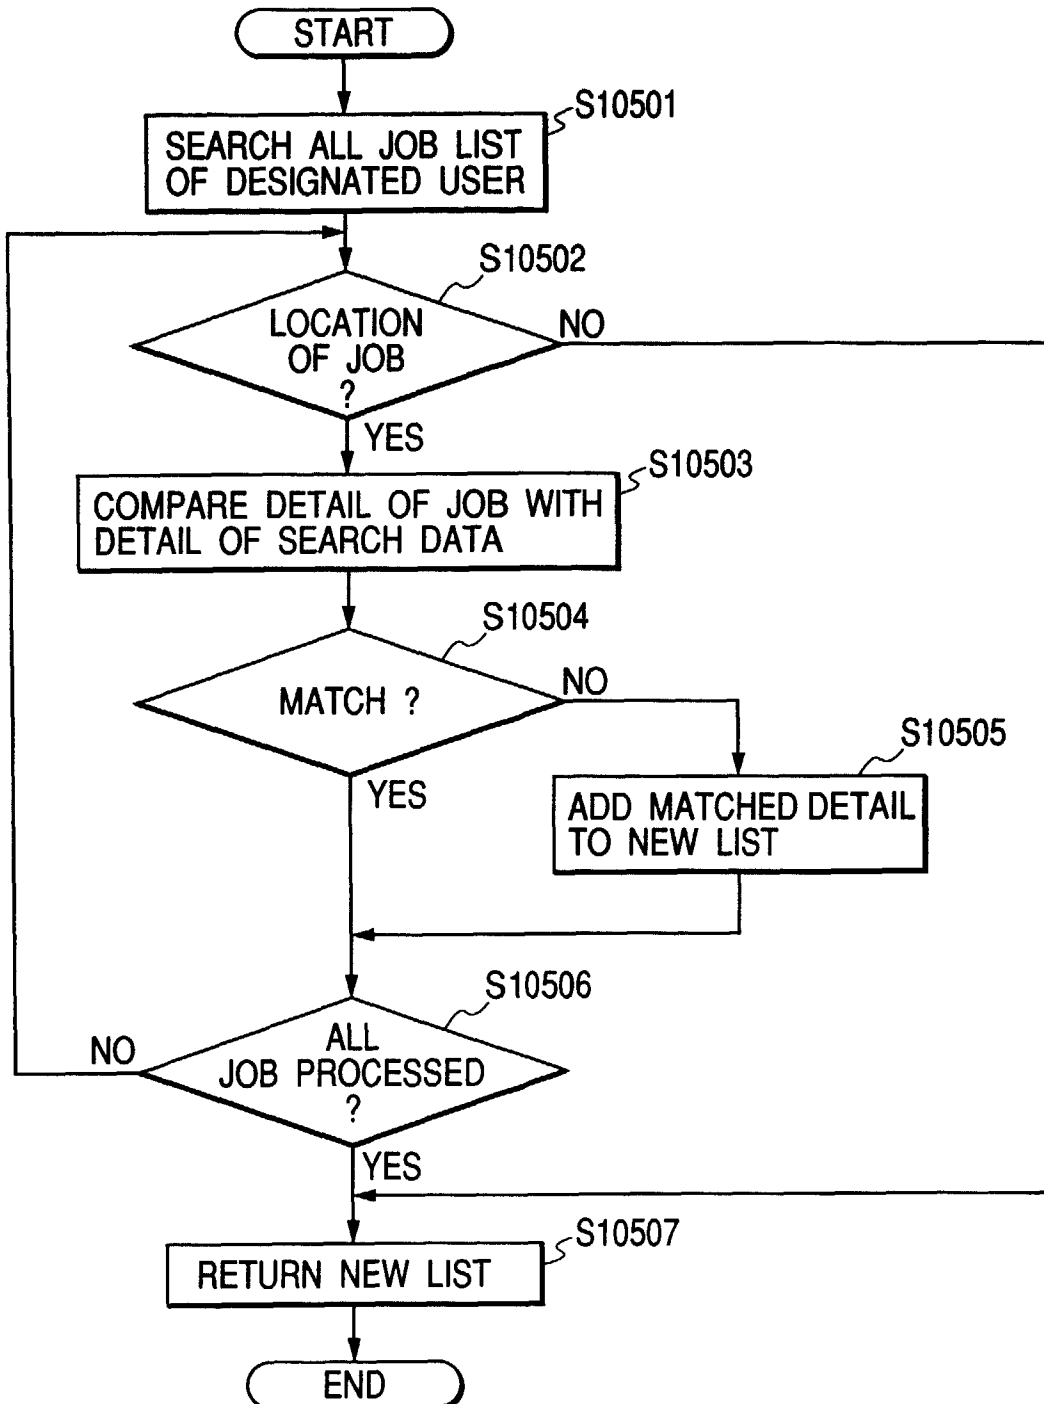 START
S10501
SEARCH ALL JOB LIST
OF DESIGNATED USER
S10502
LOCATION
OF JOB
?
NO
YES
S10503
COMPARE DETAIL OF JOB WITH
DETAIL OF SEARCH DATA
S10504
MATCH ?
NO
YES
S10505
ADD MATCHED DETAIL
TO NEW LIST
S10506
ALL
JOB PROCESSED
?
NO
YES
S10507
RETURN NEW LIST
END